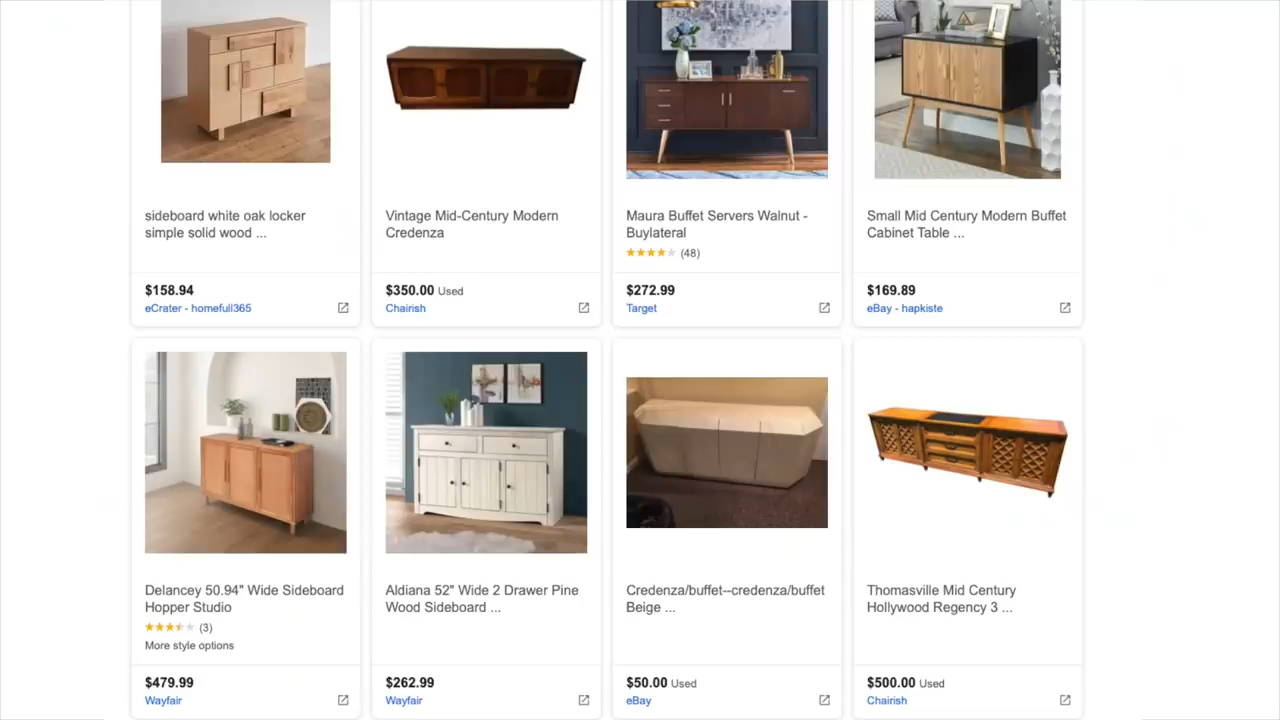 sideboard white oak locker
simple solid wood ...
$158.94
eCrater - homefull365
Vintage Mid-Century Modern
Credenza
$350.00 Used
Chairish
Maura Buffet Servers Walnut -
Buylateral
(48)
$272.99
Target
Small Mid Century Modern Buffet
Cabinet Table ...
$169.89
eBay - hapkiste
Delancey 50.94" Wide Sideboard
Hopper Studio
(3)
More style options
$479.99
Wayfair
Aldiana 52" Wide 2 Drawer Pine
Wood Sideboard ...
$262.99
Wayfair
Credenza/buffet--credenza/buffet
Beige ...
$50.00 Used
eBay
Thomasville Mid Century
Hollywood Regency 3 ...
$500.00 Used
Chairish